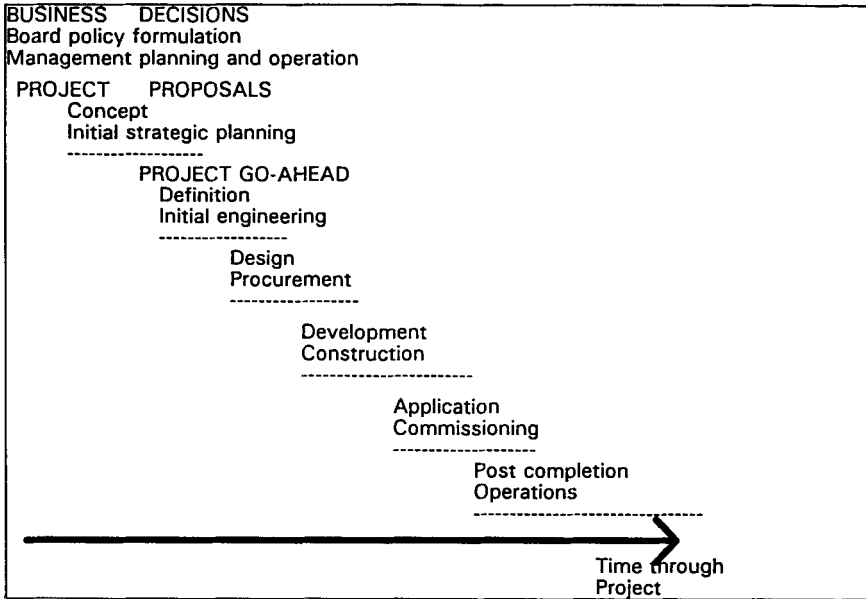 BUSINESS DECISIONS
Board policy formulation
Management planning and operation
PROJECT PROPOSALS
Concept
Initial strategic planning
PROJECT GO-AHEAD
Definition
Initial engineering
Design
Procurement
Development
Construction
Application
Commissioning
Post completion
Operations
Time through
Project